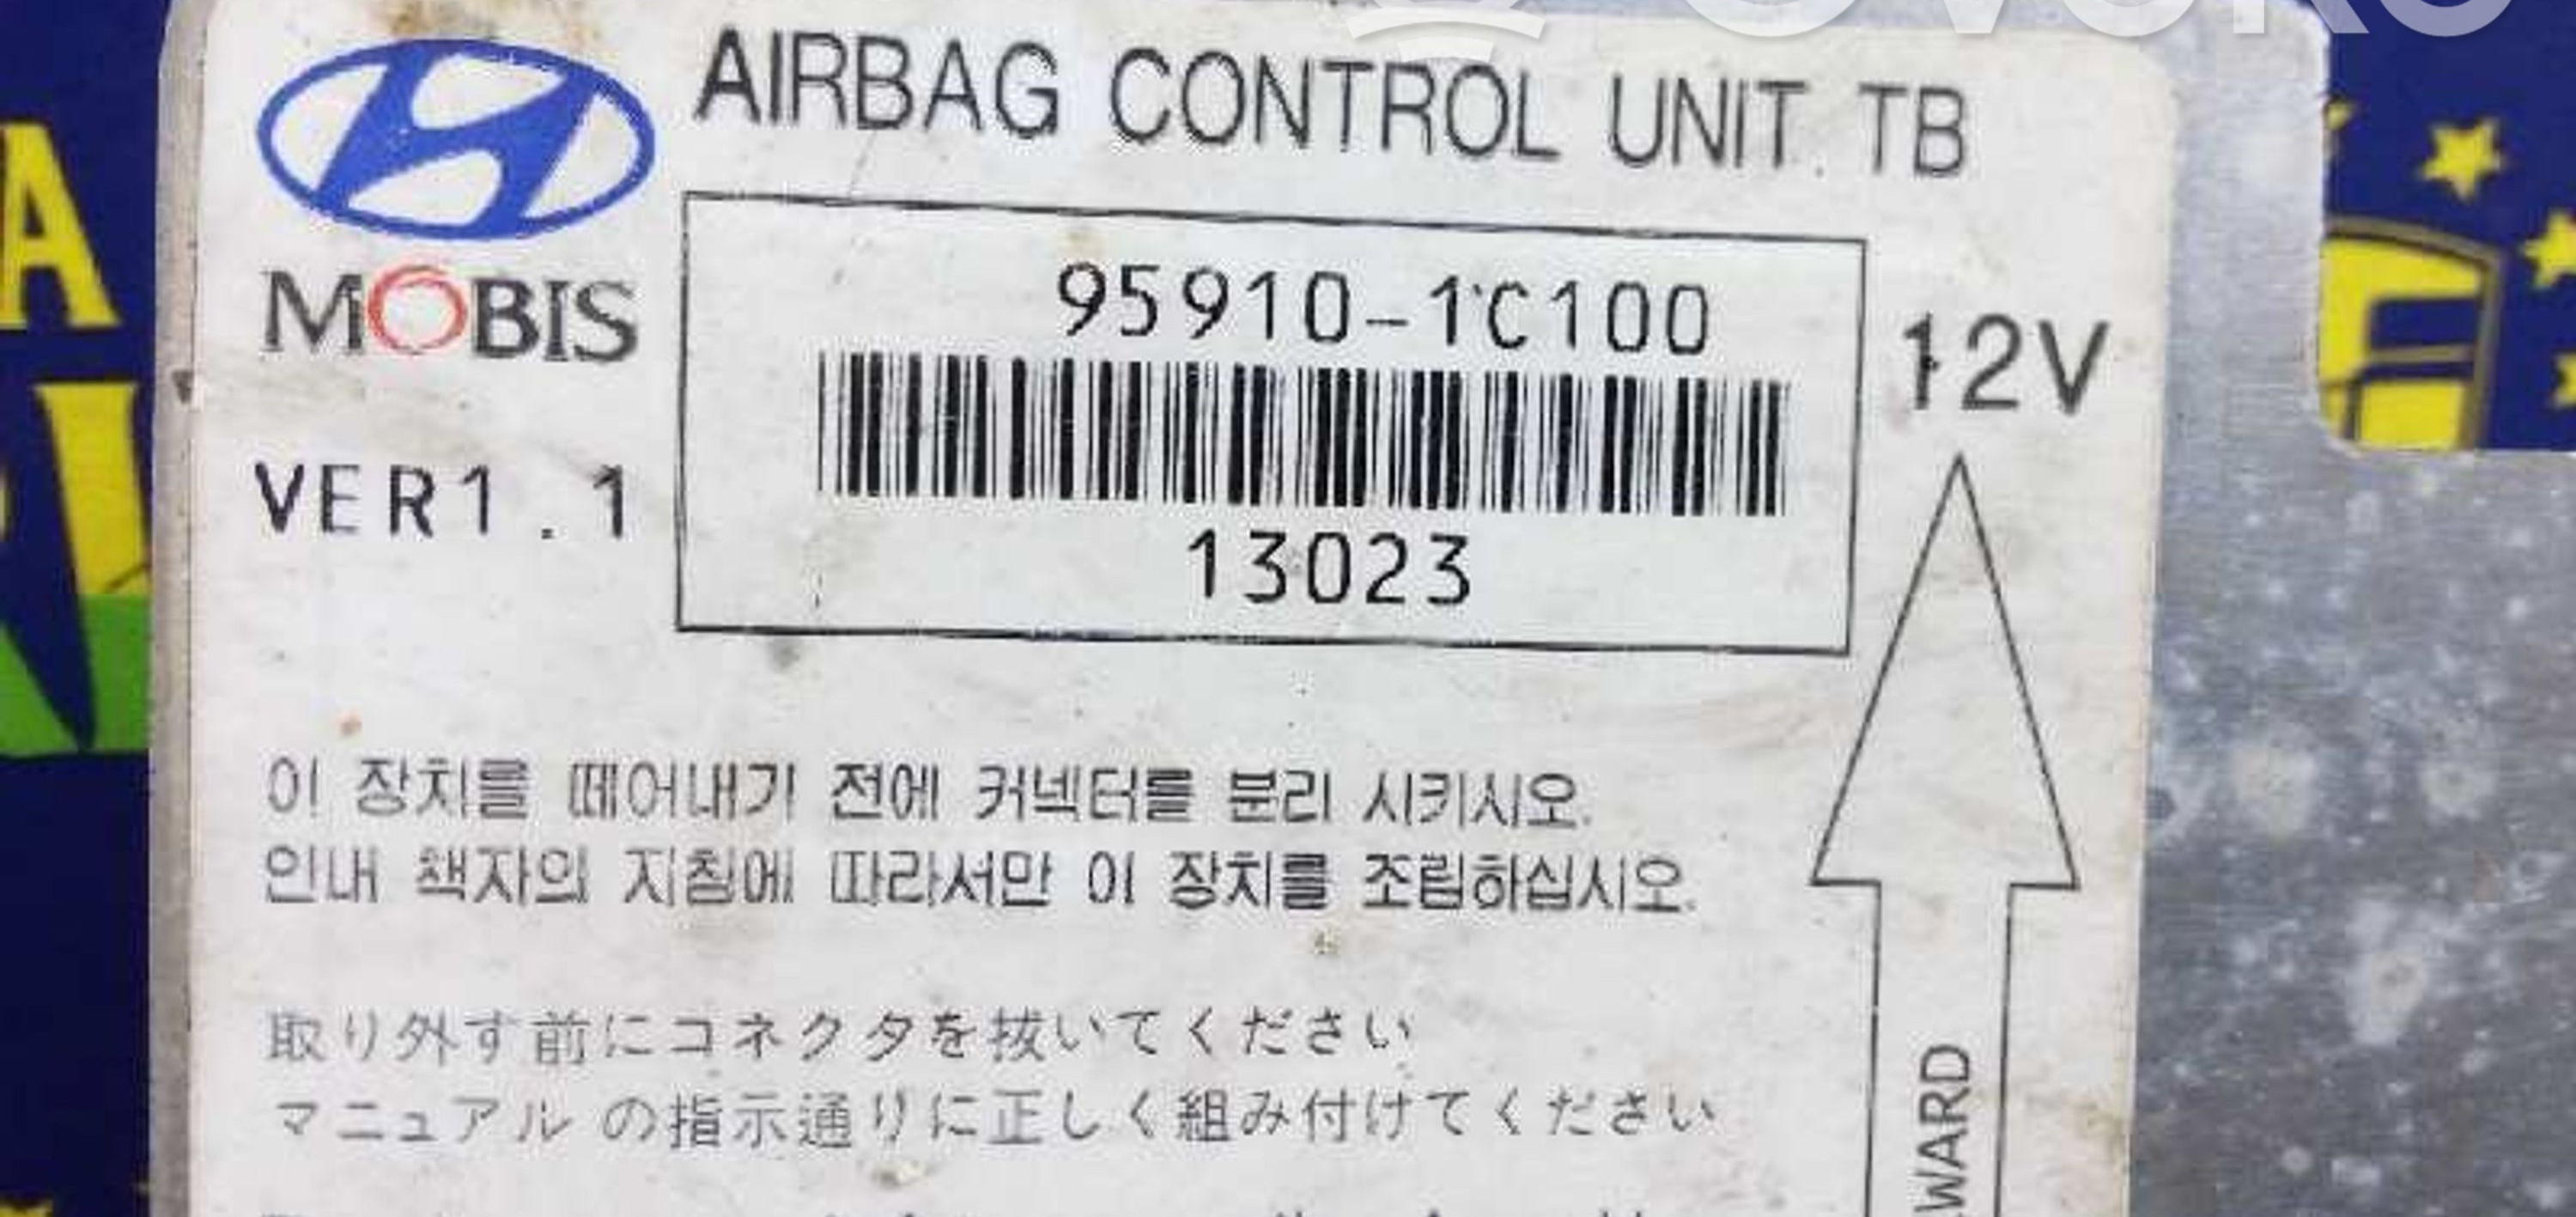 AIRBAG CONTROL UNIT. TB
MOBIS
95910-1C100
12V
VER1.1
13023
이 장치를 떼어내기 전에 커넥터를 분리 시키시오.
인내 책자의 지침에 따라서만 이 장치를 조립하십시오.
取り外す前にコネクタを抜いてください
マニュアルの指示通りに正しく組み付けてください
WARD